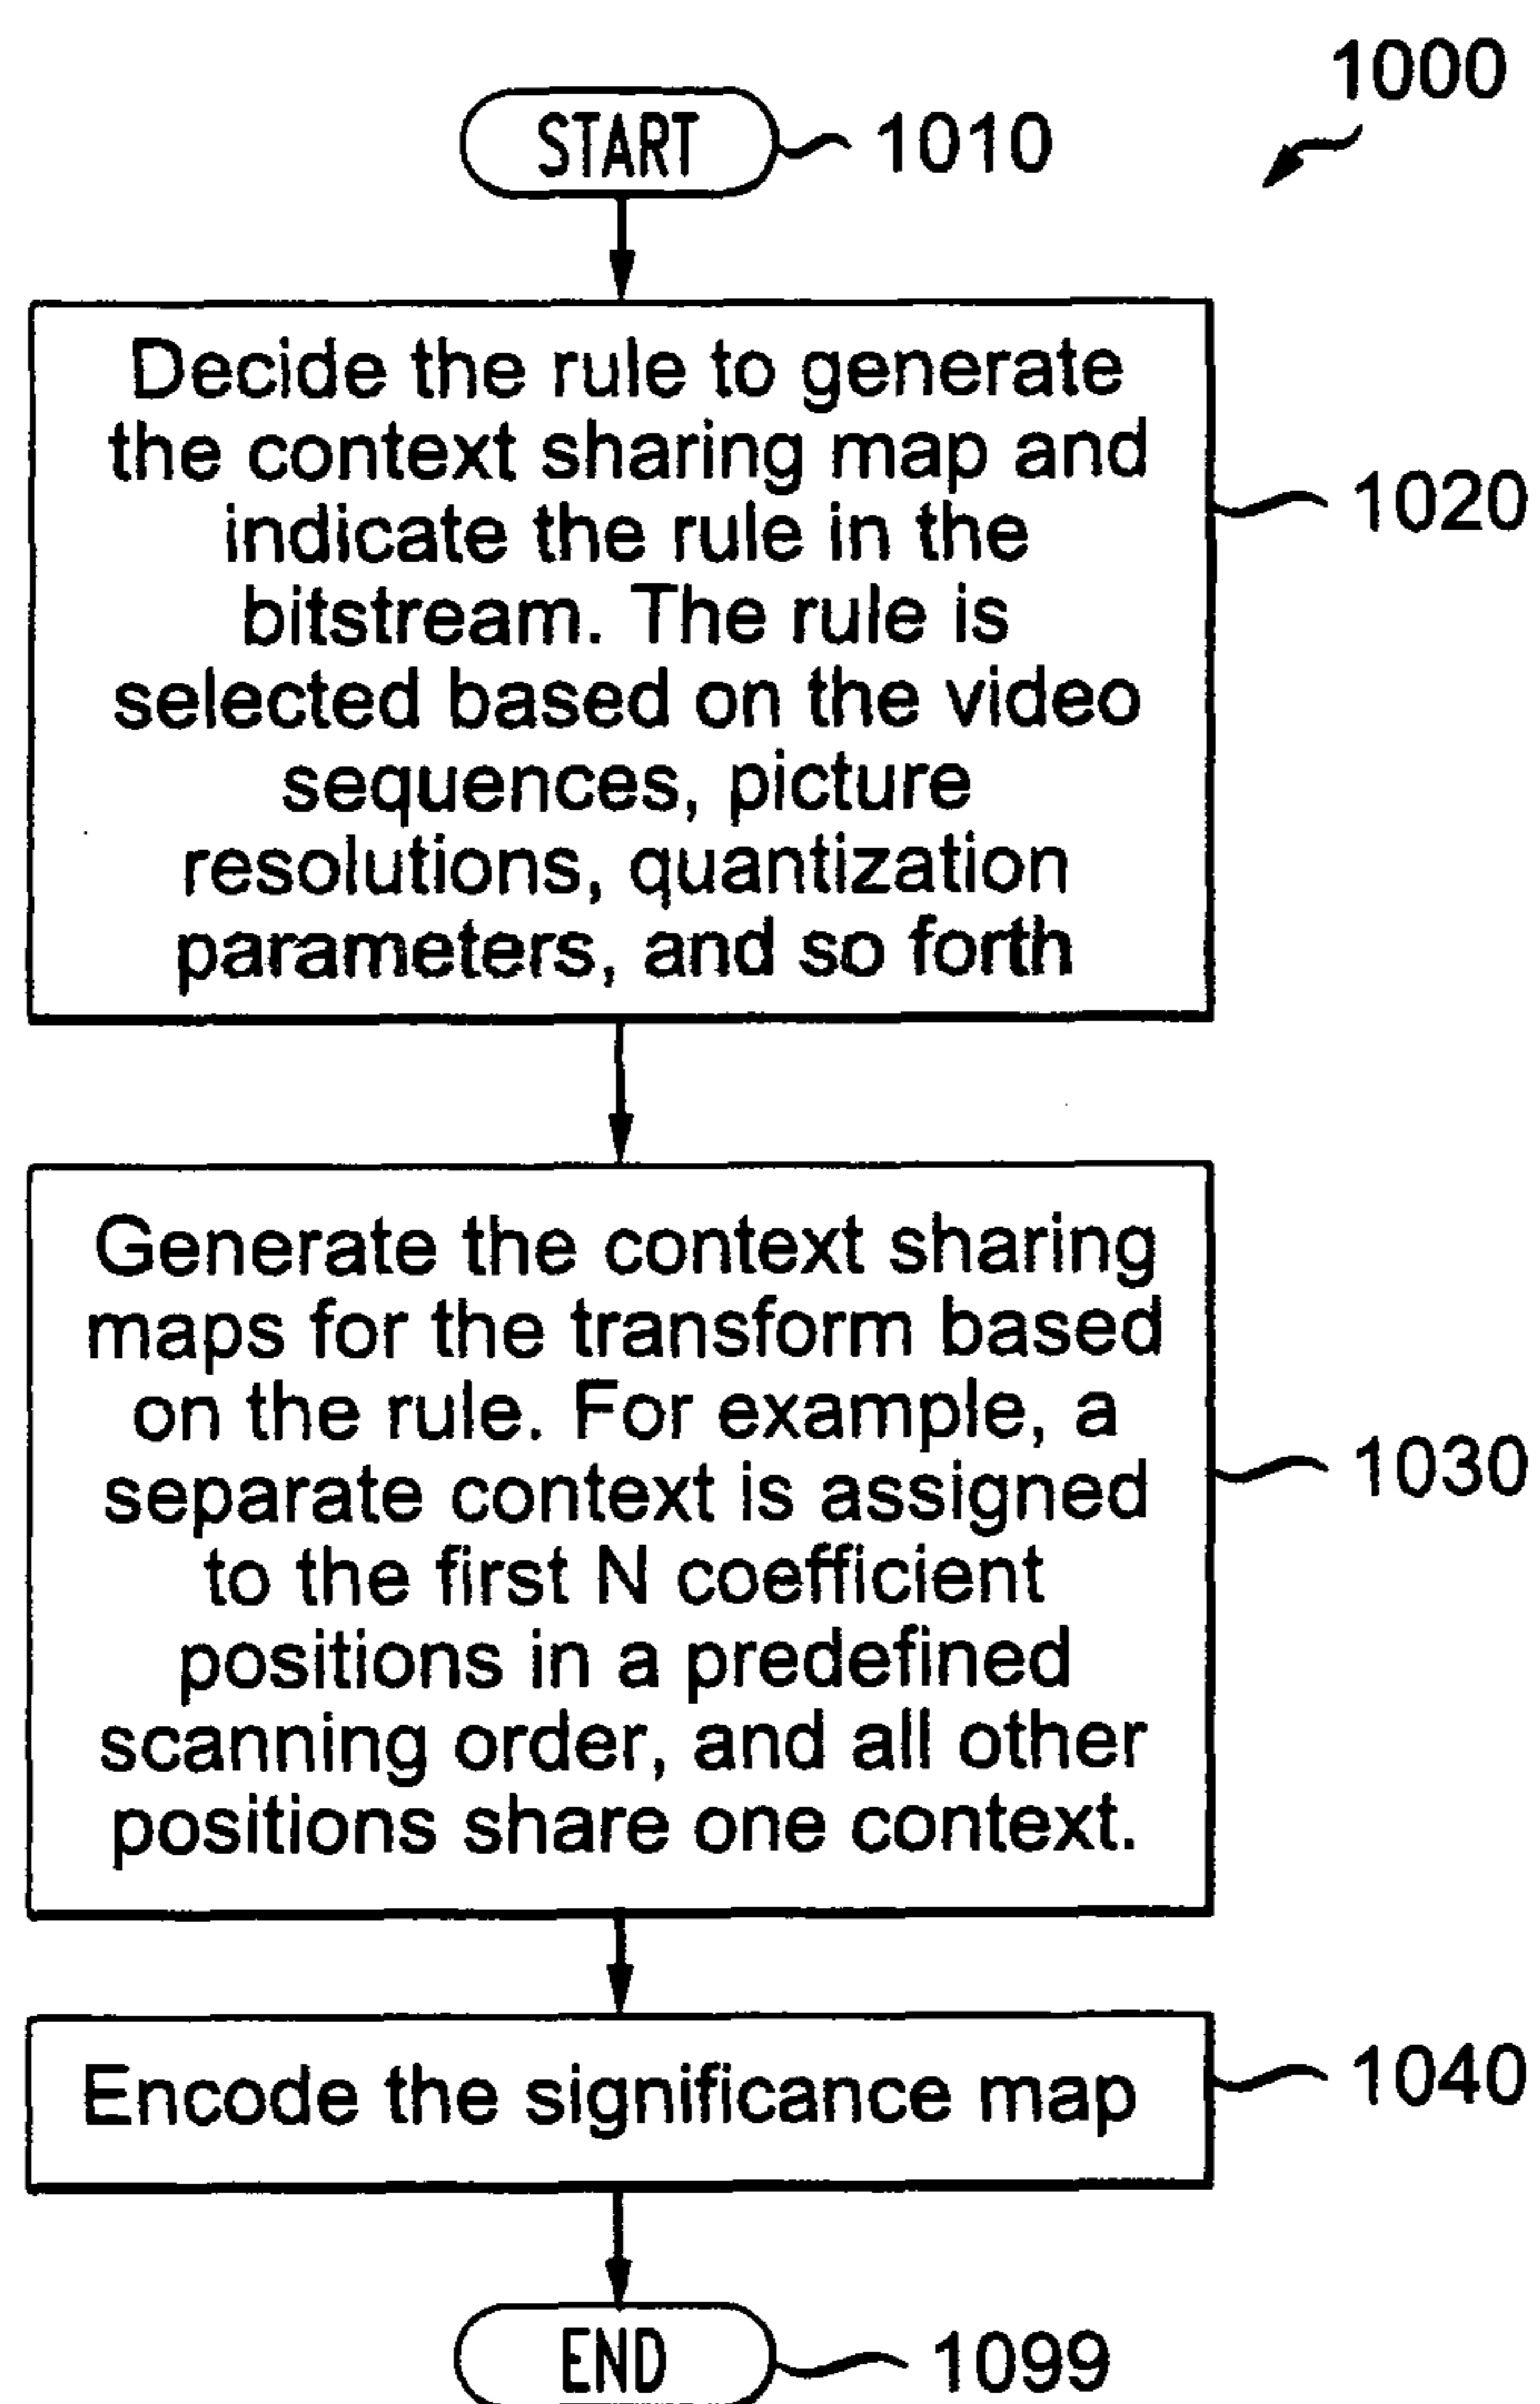 1000
START 1010
Decide the rule to generate
the context sharing map and
indicate the rule in the
bitstream. The rule is
selected based on the video
sequences, picture
resolutions, quantization
parameters, and so forth
1020
Generate the context sharing
maps for the transform based
on the rule. For example, a
separate context is assigned
to the first N coefficient
positions in a predefined
scanning order, and all other
positions share one context.
1030
Encode the significance map
1040
END 1099